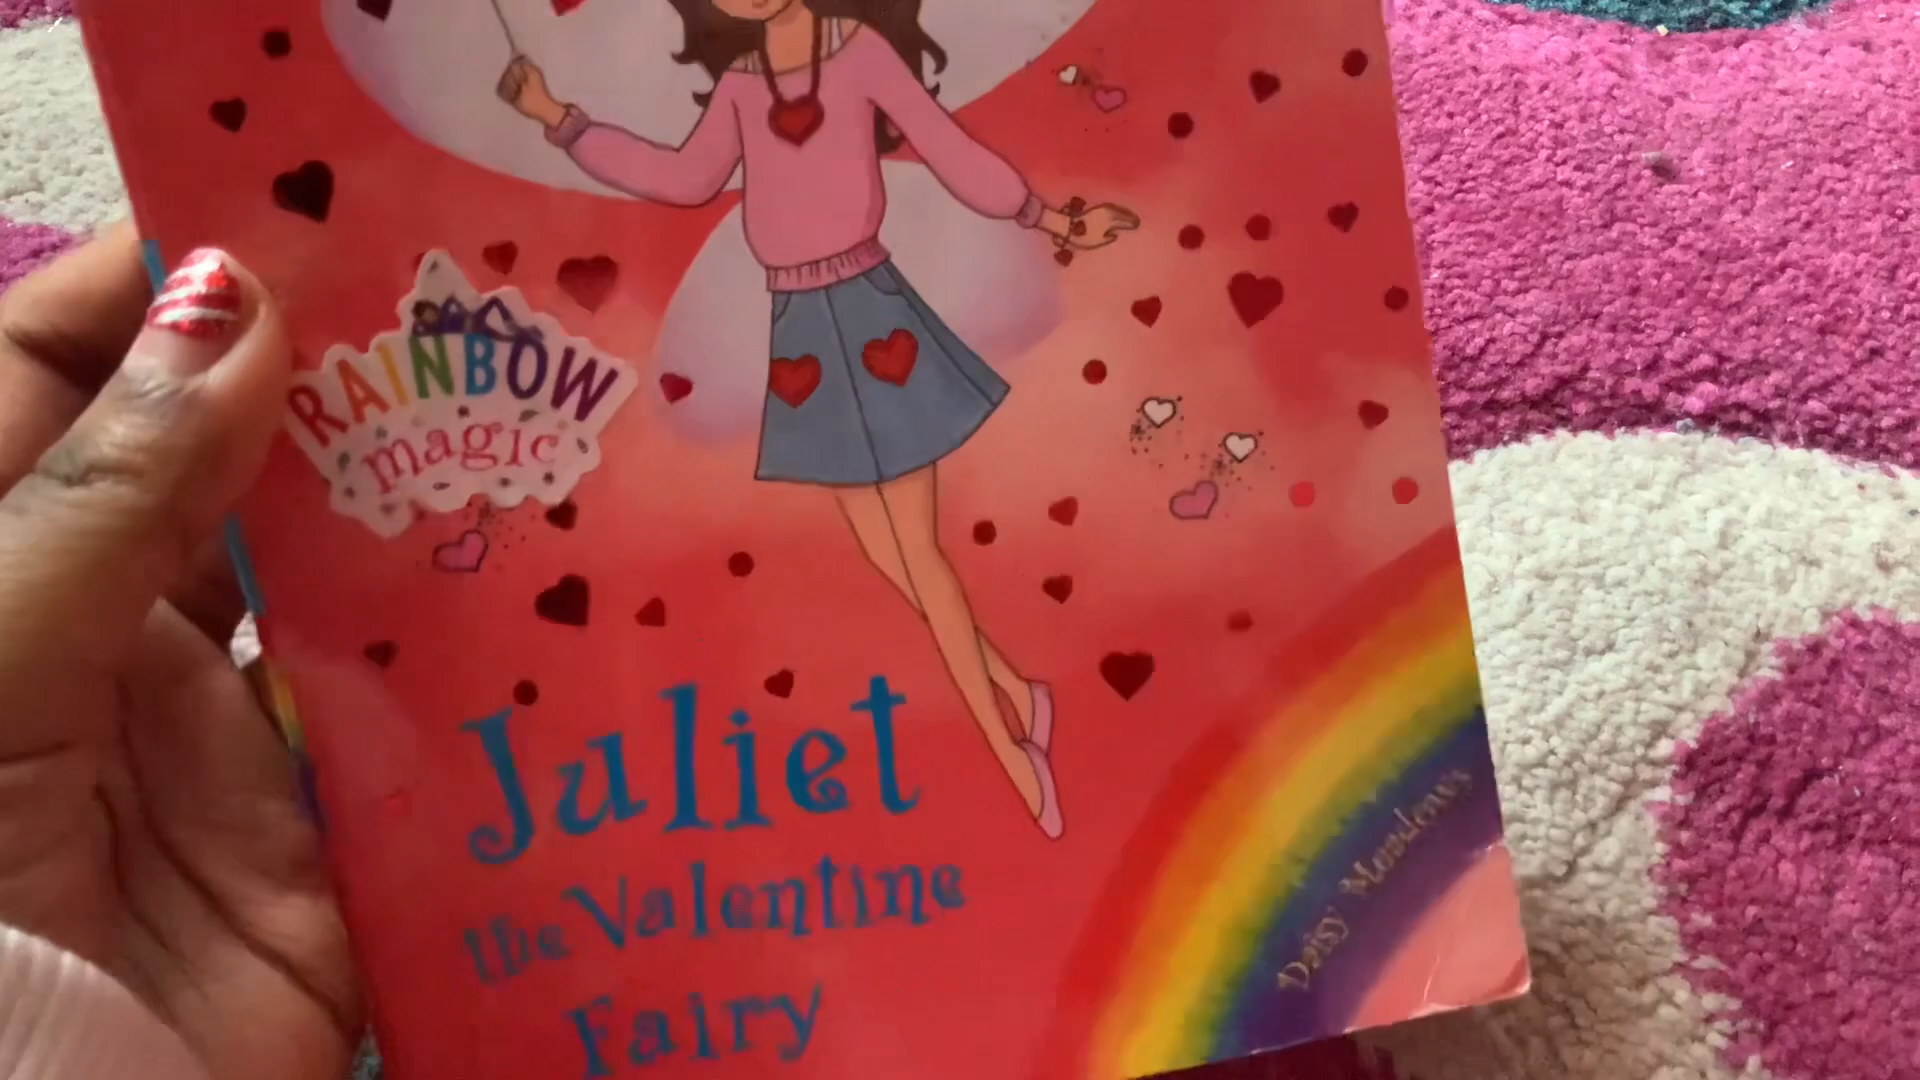 RAINBOW
magic
Juliet
the Valentine
Fairy
Daisy Meadows